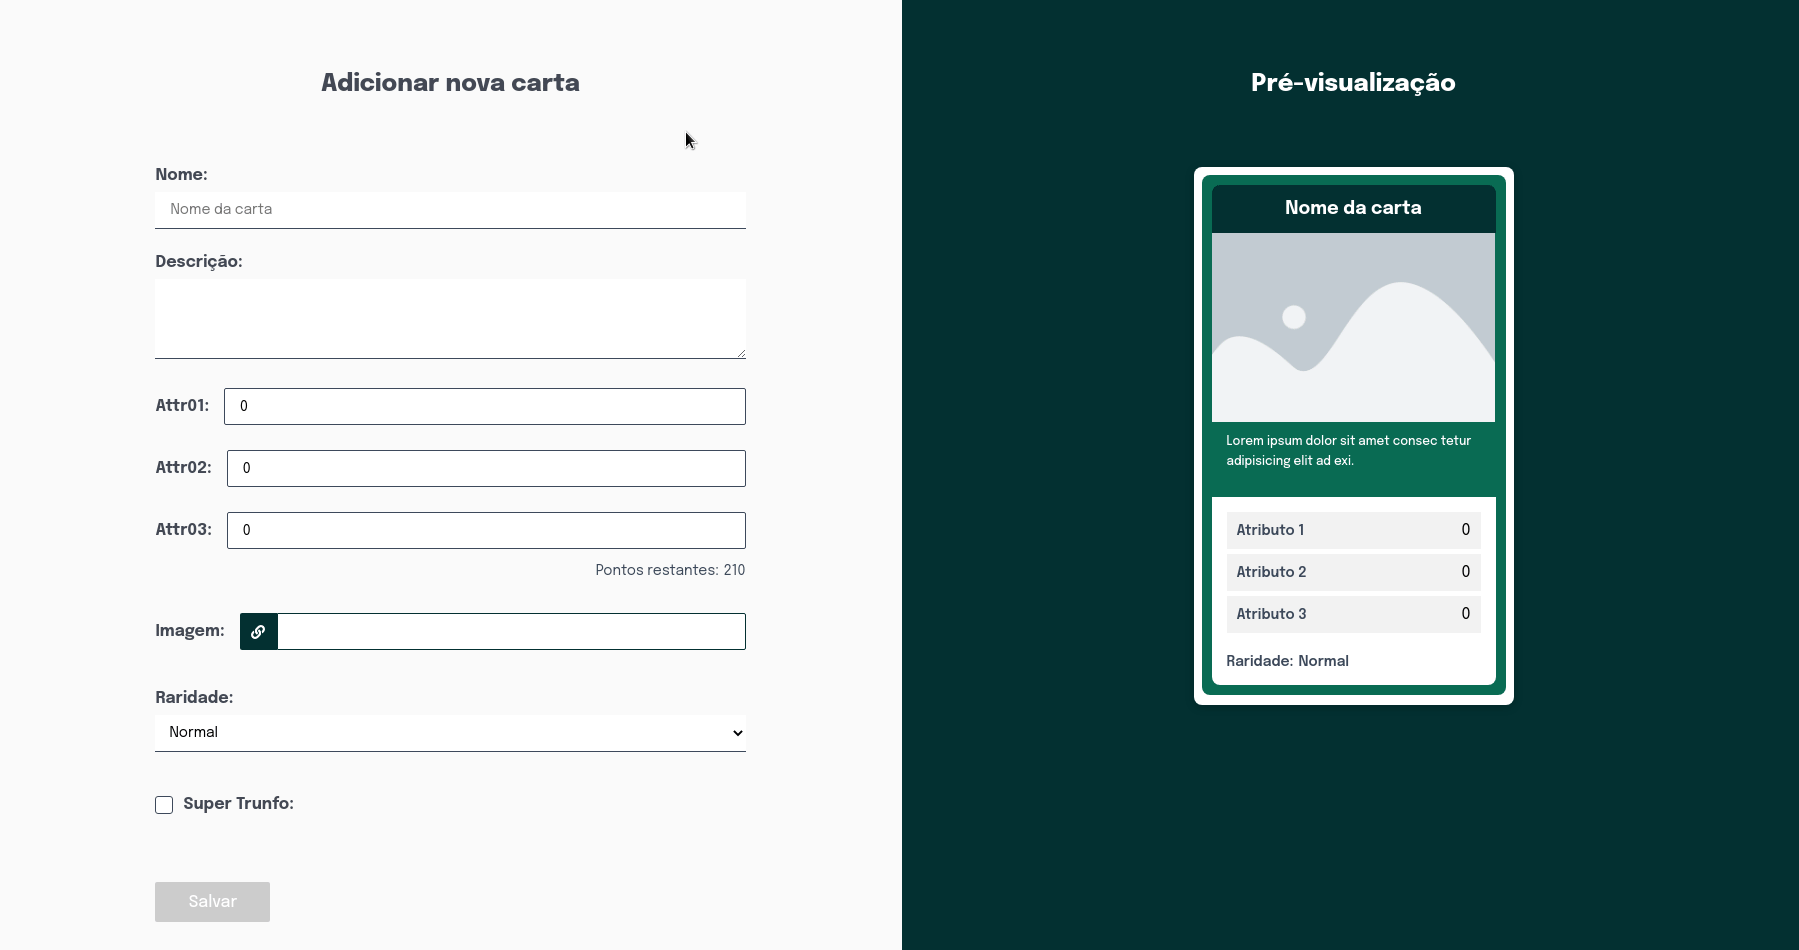 Adicionar nova carta
Nome:
Nome da carta
Descrição:
Attr01:
0
Attr02:
0
Attr03:
0
Pontos restantes: 210
Imagem:
Raridade:
Normal
Super Trunfo:
Salvar
Pré-visualização
Nome da carta
Lorem ipsum dolor sit amet consec tetur
adipisicing elit ad exi.
Atributo 1 0
Atributo 2 0
Atributo 3 0
Raridade: Normal